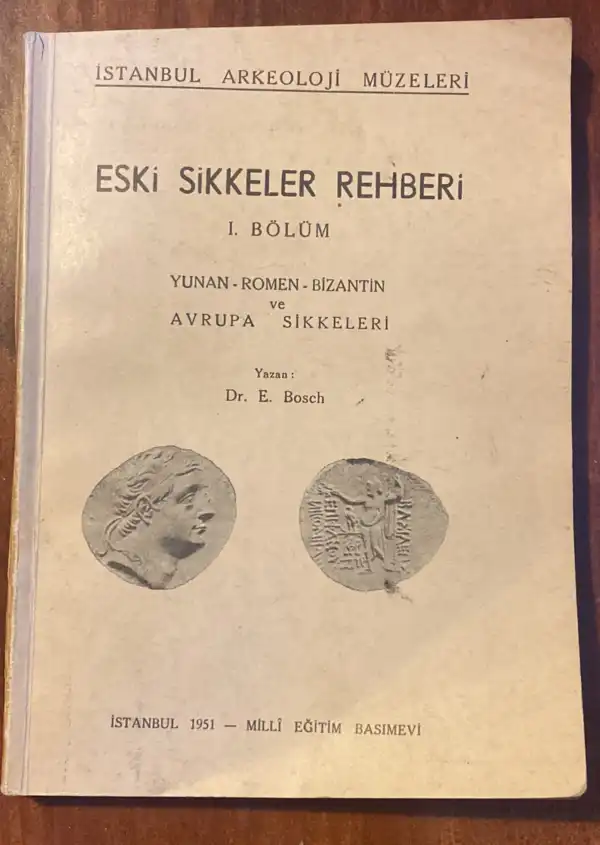 İSTANBUL ARKEOLOJİ MÜZELERİ
ESKİ SİKKELER REHBERİ
I. BÖLÜM
YUNAN - ROMEN - BİZANTİN
ve
AVRUPA SİKKELERİ
Yazan :
Dr. E. Bosch
İSTANBUL 1951 — MİLLÎ EĞİTİM BASIMEVİ